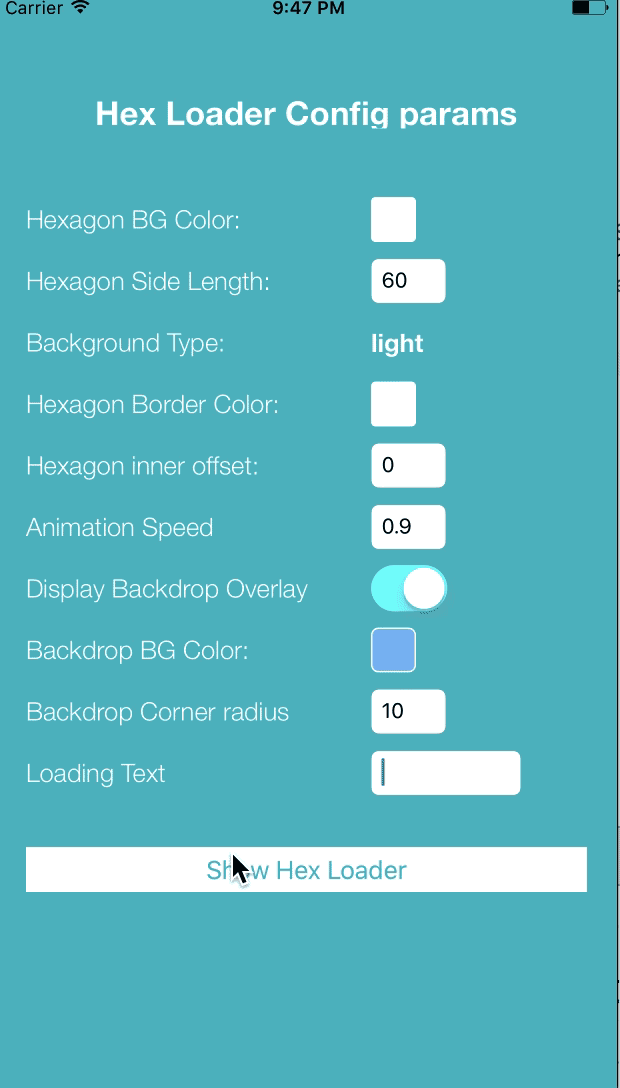 Carrier 9:47 PM
Hex Loader Config params
Hexagon BG Color:
Hexagon Side Length: 60
Background Type: light
Hexagon Border Color:
Hexagon inner offset: 0
Animation Speed 0.9
Display Backdrop Overlay
Backdrop BG Color:
Backdrop Corner radius 10
Loading Text
Show Hex Loader